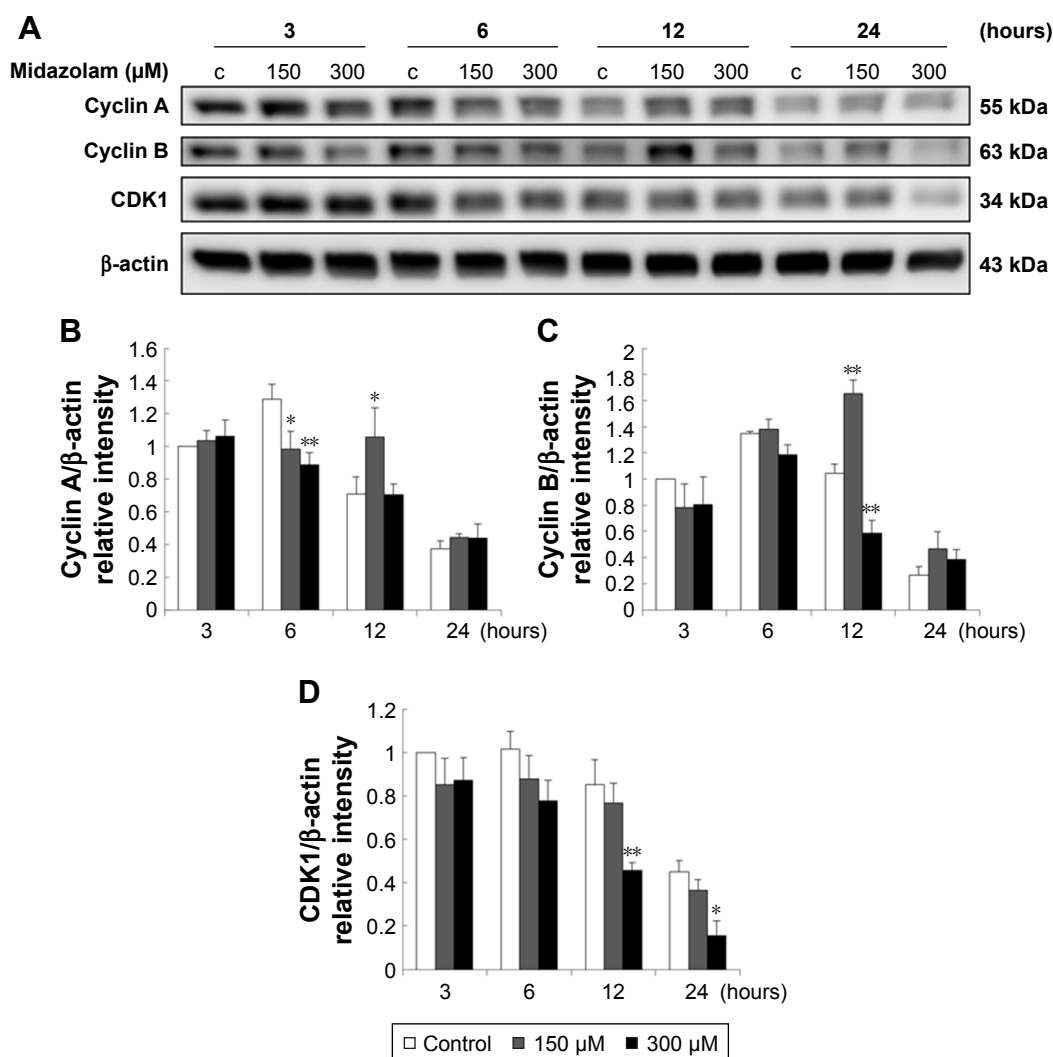 A
3 6 12 24 (hours)
Midazolam (µM) c 150 300 c 150 300 c 150 300 c 150 300
Cyclin A 55 kDa
Cyclin B 63 kDa
CDK1 34 kDa
β-actin 43 kDa
B
Cyclin A/β-actin
relative intensity
1.6
1.4
1.2
1
0.8
0.6
0.4
0.2
0
* ** *
3 6 12 24 (hours)
C
Cyclin B/β-actin
relative intensity
2
1.8
1.6
1.4
1.2
1.0
0.8
0.6
0.4
0.2
0
** **
3 6 12 24 (hours)
D
CDK1/β-actin
relative intensity
1.2
1
0.8
0.6
0.4
0.2
0
** *
3 6 12 24 (hours)
Control 150 µM 300 µM